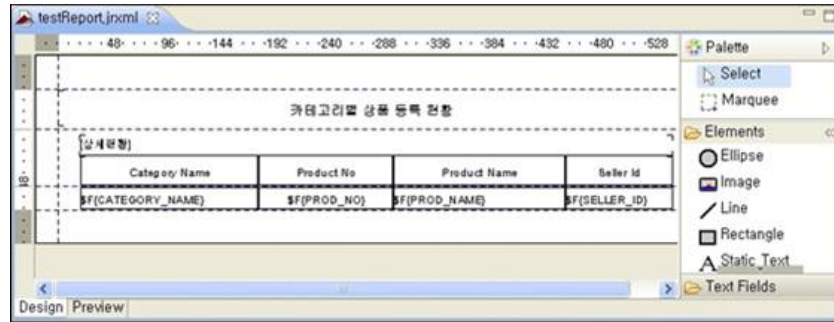 testReport.jrxml
48 96 144 192 240 288 336 384 432 480 528
Palette
Select
Marquee
카테고리별 상품 등록 현황
Elements
[상세현황]
Ellipse
Category Name Product No Product Name Seller Id
Image
$F{CATEGORY_NAME} $F{PROD_NO} $F{PROD_NAME} $F{SELLER_ID}
Line
Rectangle
Static_Text
Text Fields
Design Preview